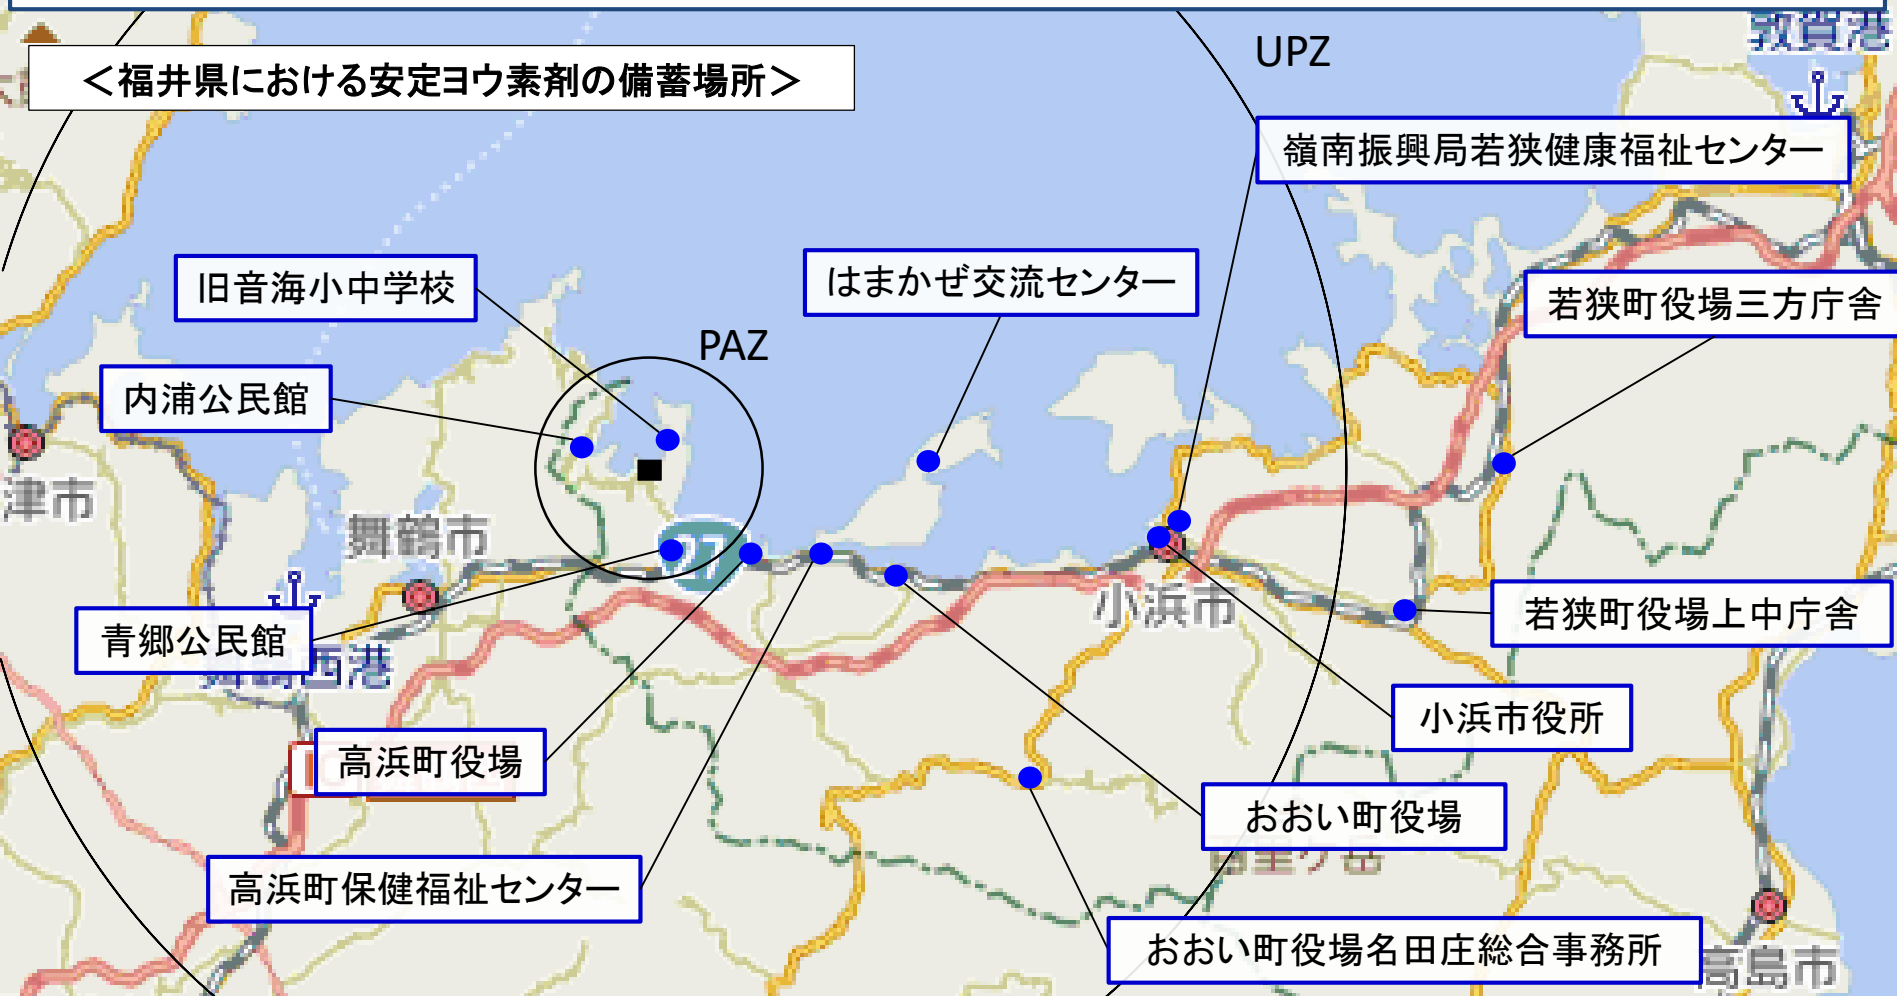 敦賀港
UPZ
＜福井県における安定ヨウ素剤の備蓄場所＞
嶺南振興局若狭健康福祉センター
旧音海小中学校
はまかぜ交流センター
若狭町役場三方庁舎
PAZ
内浦公民館
津市
舞鶴市
27
小浜市
若狭町役場上中庁舎
青郷公民館
舞鶴西港
小浜市役所
高浜町役場
おおい町役場
高浜町保健福祉センター
おおい町役場名田庄総合事務所
高島市